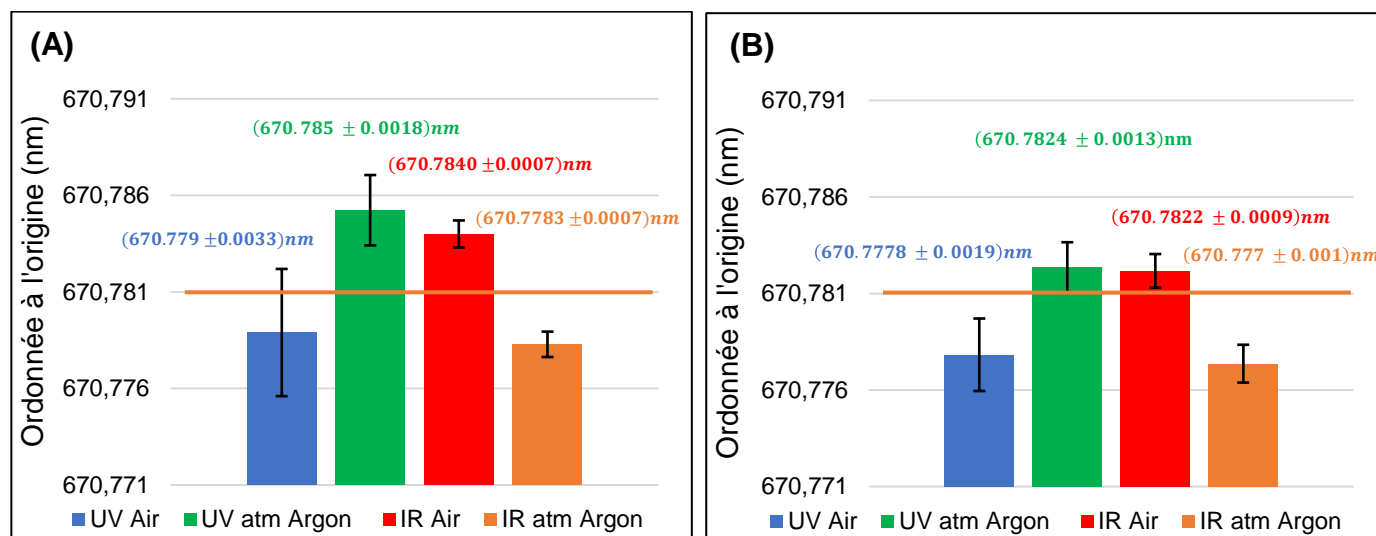 (A)
Ordonnée à l'origine (nm)
670,791
670,786
670,781
670,776
670,771
(670.785 ± 0.0018)nm
(670.7840 ±0.0007)nm
(670.7783 ±0.0007)nm
(670.779 ±0.0033)nm
UV Air
UV atm Argon
IR Air
IR atm Argon
(B)
Ordonnée à l'origine (nm)
670,791
670,786
670,781
670,776
670,771
(670.7824 ± 0.0013)nm
(670.7822 ± 0.0009)nm
(670.7778 ± 0.0019)nm
(670.777 ± 0.001)nm
UV Air
UV atm Argon
IR Air
IR atm Argon